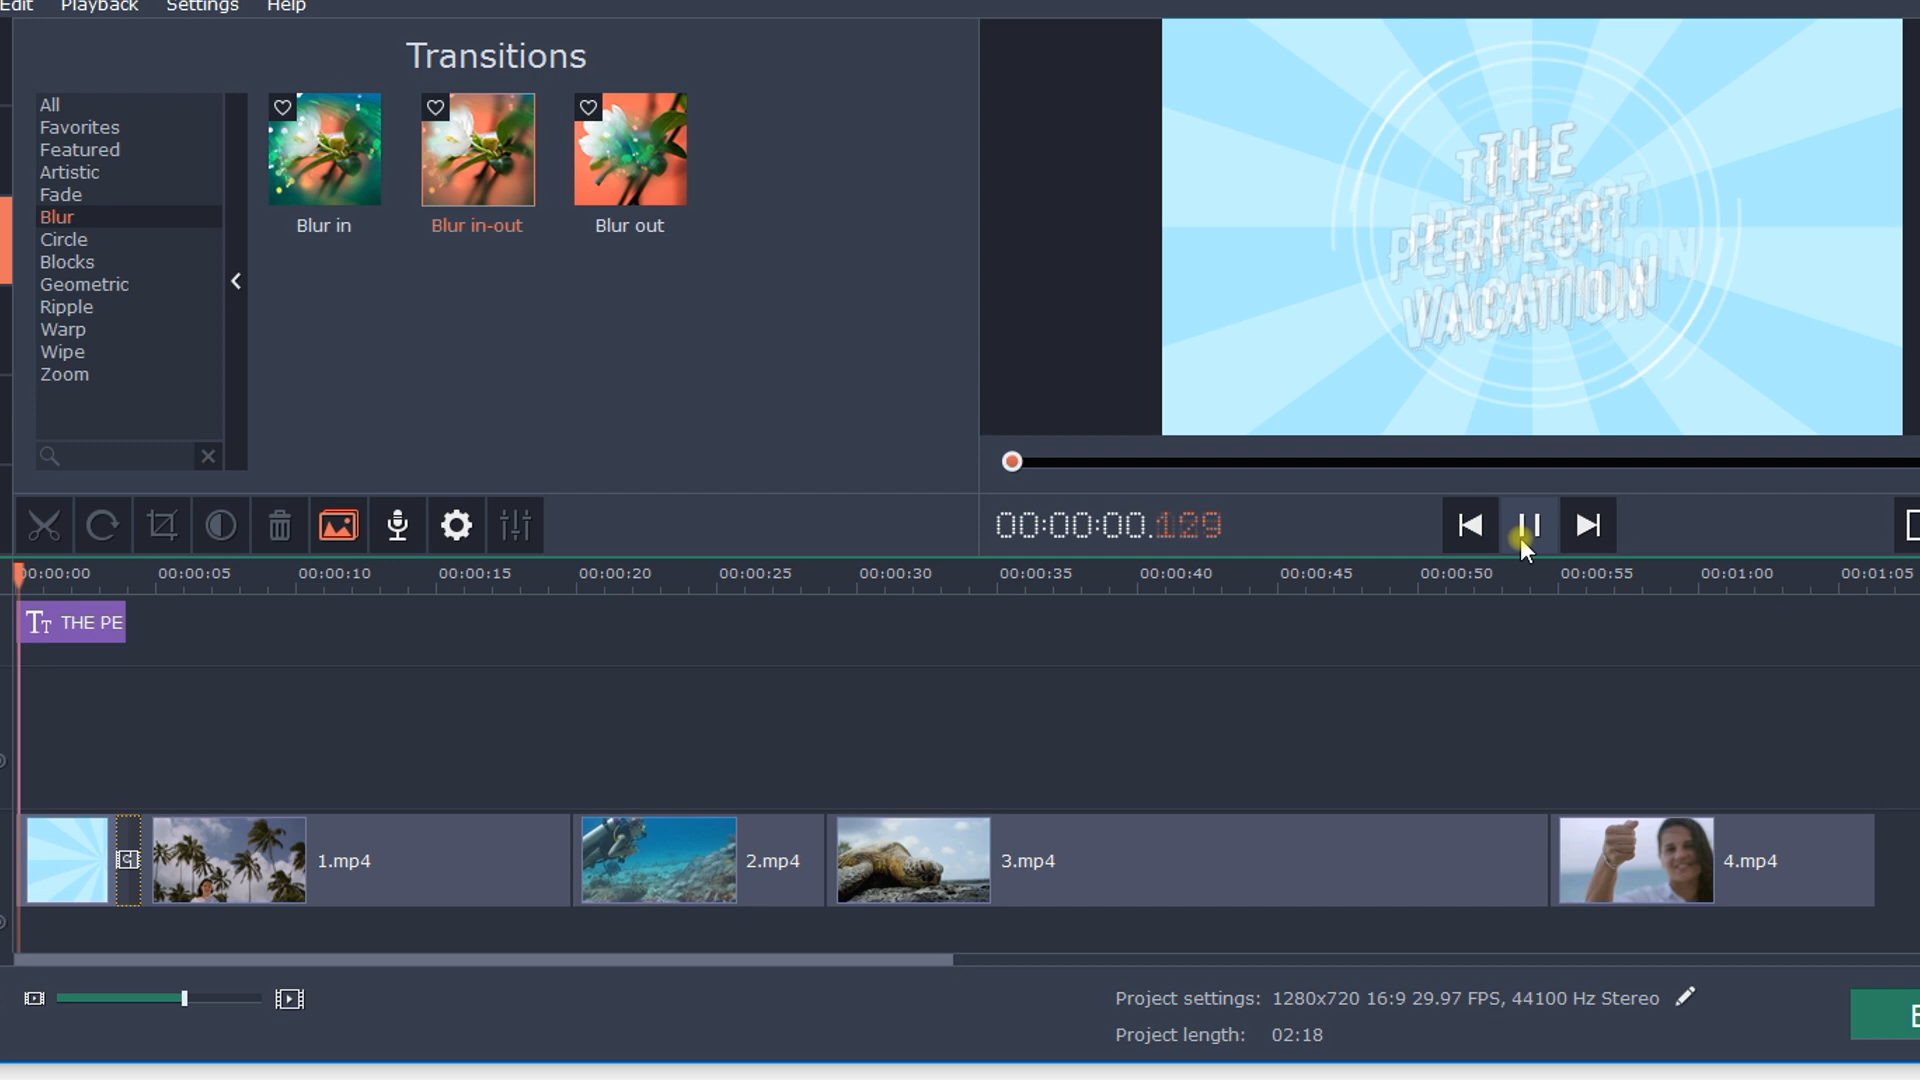 Edit Playback Settings Help
Transitions
All
Favorites
Featured
Artistic
Fade
Blur
Circle
Blocks
Geometric
Ripple
Warp
Wipe
Zoom
Blur in
Blur in-out
Blur out
THE
PERFECT
VACATION
00:00:00.129
00:00:00 00:00:05 00:00:10 00:00:15 00:00:20 00:00:25 00:00:30 00:00:35 00:00:40 00:00:45 00:00:50 00:00:55 00:01:00 00:01:05
THE PE
1.mp4
2.mp4
3.mp4
4.mp4
Project settings: 1280x720 16:9 29.97 FPS, 44100 Hz Stereo
Project length: 02:18